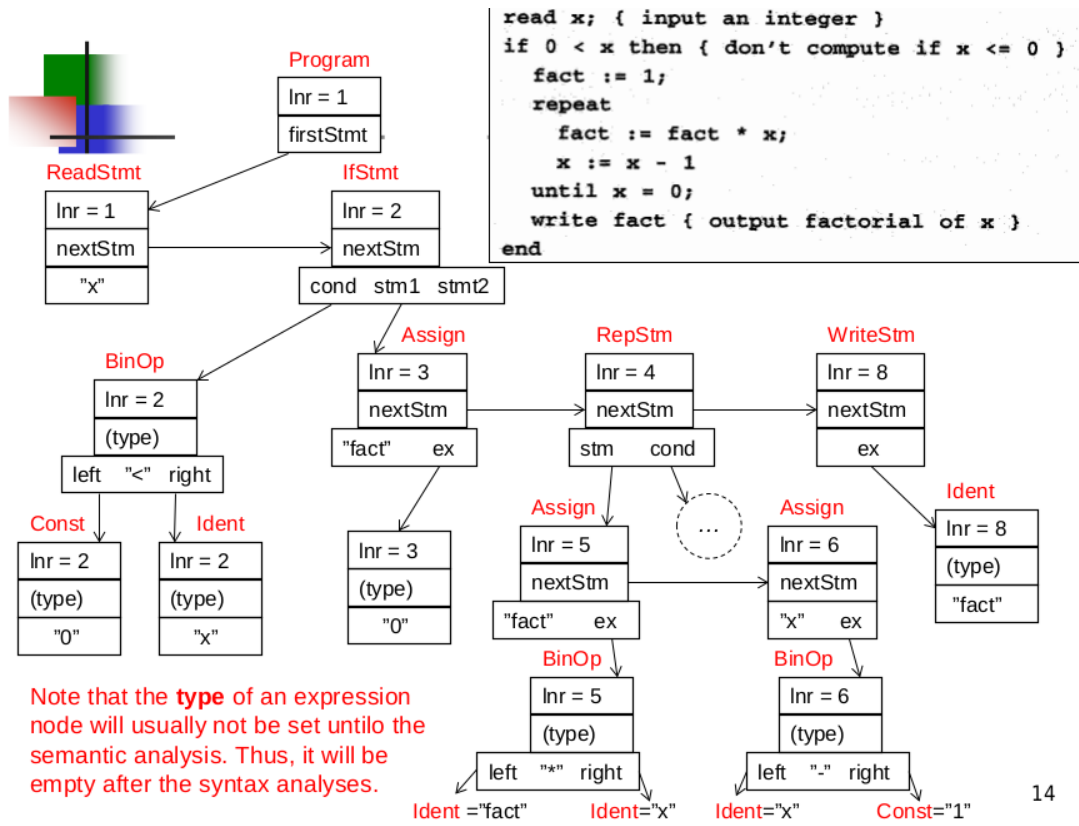 read x; { input an integer }
if 0 < x then { don't compute if x <= 0 }
fact := 1;
repeat
fact := fact * x;
x := x - 1
until x = 0;
write fact { output factorial of x }
end
Program
lnr = 1
firstStmt
ReadStmt
lnr = 1
nextStm
”x”
IfStmt
lnr = 2
nextStm
cond stm1 stmt2
BinOp
lnr = 2
(type)
left ”<” right
Const
lnr = 2
(type)
”0”
Ident
lnr = 2
(type)
”x”
Assign
lnr = 3
nextStm
”fact” ex
lnr = 3
(type)
”0”
RepStm
lnr = 4
nextStm
stm cond
...
WriteStm
lnr = 8
nextStm
ex
Ident
lnr = 8
(type)
”fact”
Assign
lnr = 5
nextStm
”fact” ex
BinOp
lnr = 5
(type)
left ”*” right
Ident =”fact”
Ident=”x”
Assign
lnr = 6
nextStm
”x” ex
BinOp
lnr = 6
(type)
left ”-” right
Ident=”x”
Const=”1”
Note that the type of an expression
node will usually not be set untilo the
semantic analysis. Thus, it will be
empty after the syntax analyses.
14